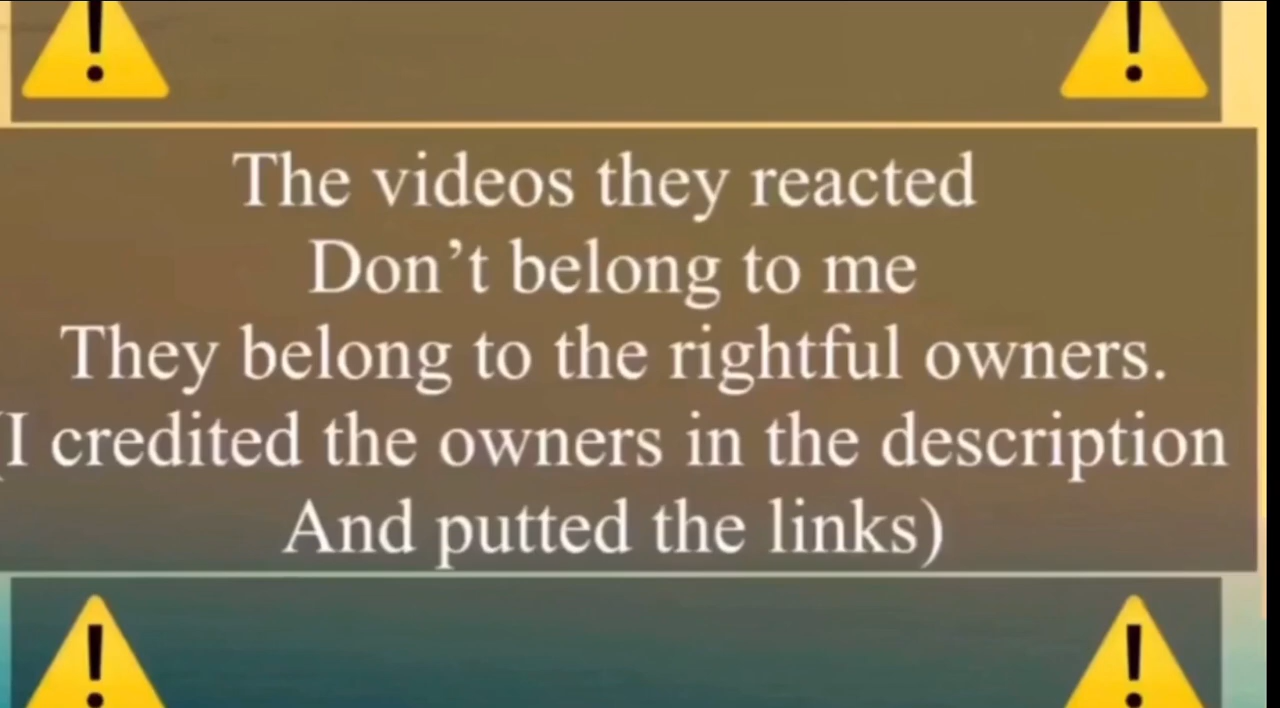 The videos they reacted
Don’t belong to me
They belong to the rightful owners.
(I credited the owners in the description
And putted the links)